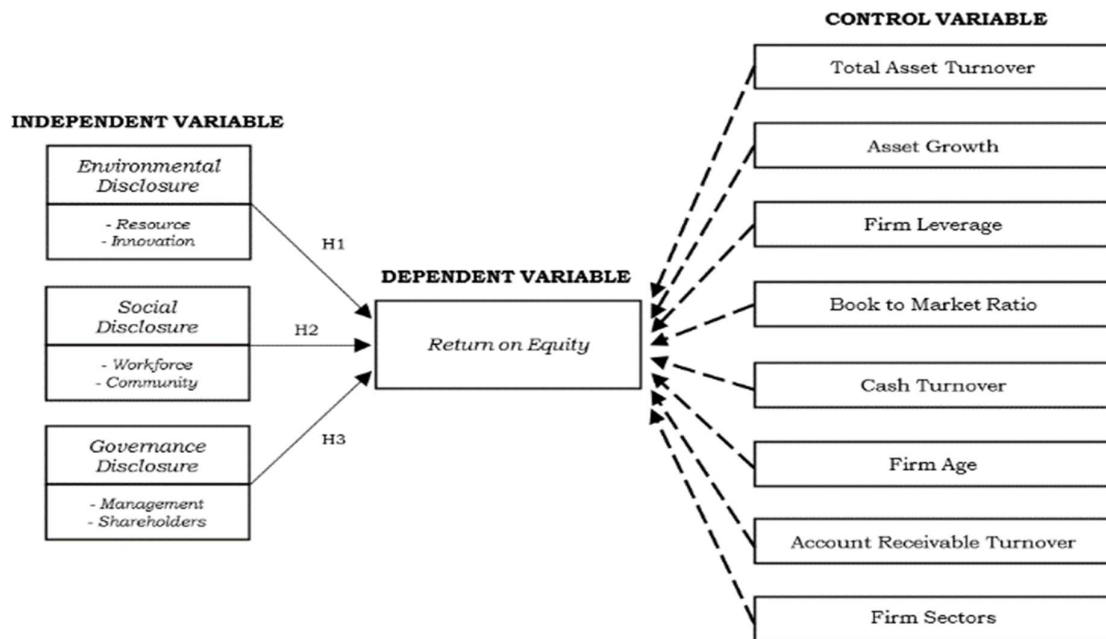 INDEPENDENT VARIABLE
Environmental
Disclosure
- Resource
- Innovation
Social
Disclosure
- Workforce
- Community
Governance
Disclosure
- Management
- Shareholders
H1
H2
H3
DEPENDENT VARIABLE
Return on Equity
CONTROL VARIABLE
Total Asset Turnover
Asset Growth
Firm Leverage
Book to Market Ratio
Cash Turnover
Firm Age
Account Receivable Turnover
Firm Sectors